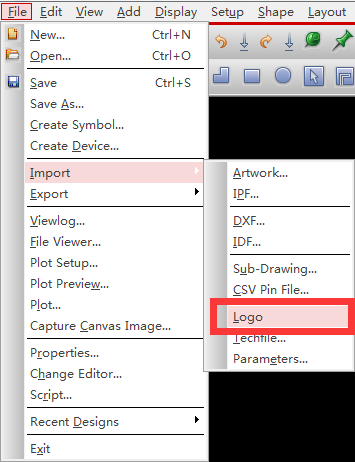 File Edit View Add Display Setup Shape Layout
New... Ctrl+N
Open... Ctrl+O
Save Ctrl+S
Save As...
Create Symbol...
Create Device...
Import
Export
Viewlog...
File Viewer...
Plot Setup...
Plot Preview...
Plot...
Capture Canvas Image...
Properties...
Change Editor...
Script...
Recent Designs
Exit
Artwork...
IPF...
DXF...
IDF...
Sub-Drawing...
CSV Pin File...
Logo
Techfile...
Parameters...